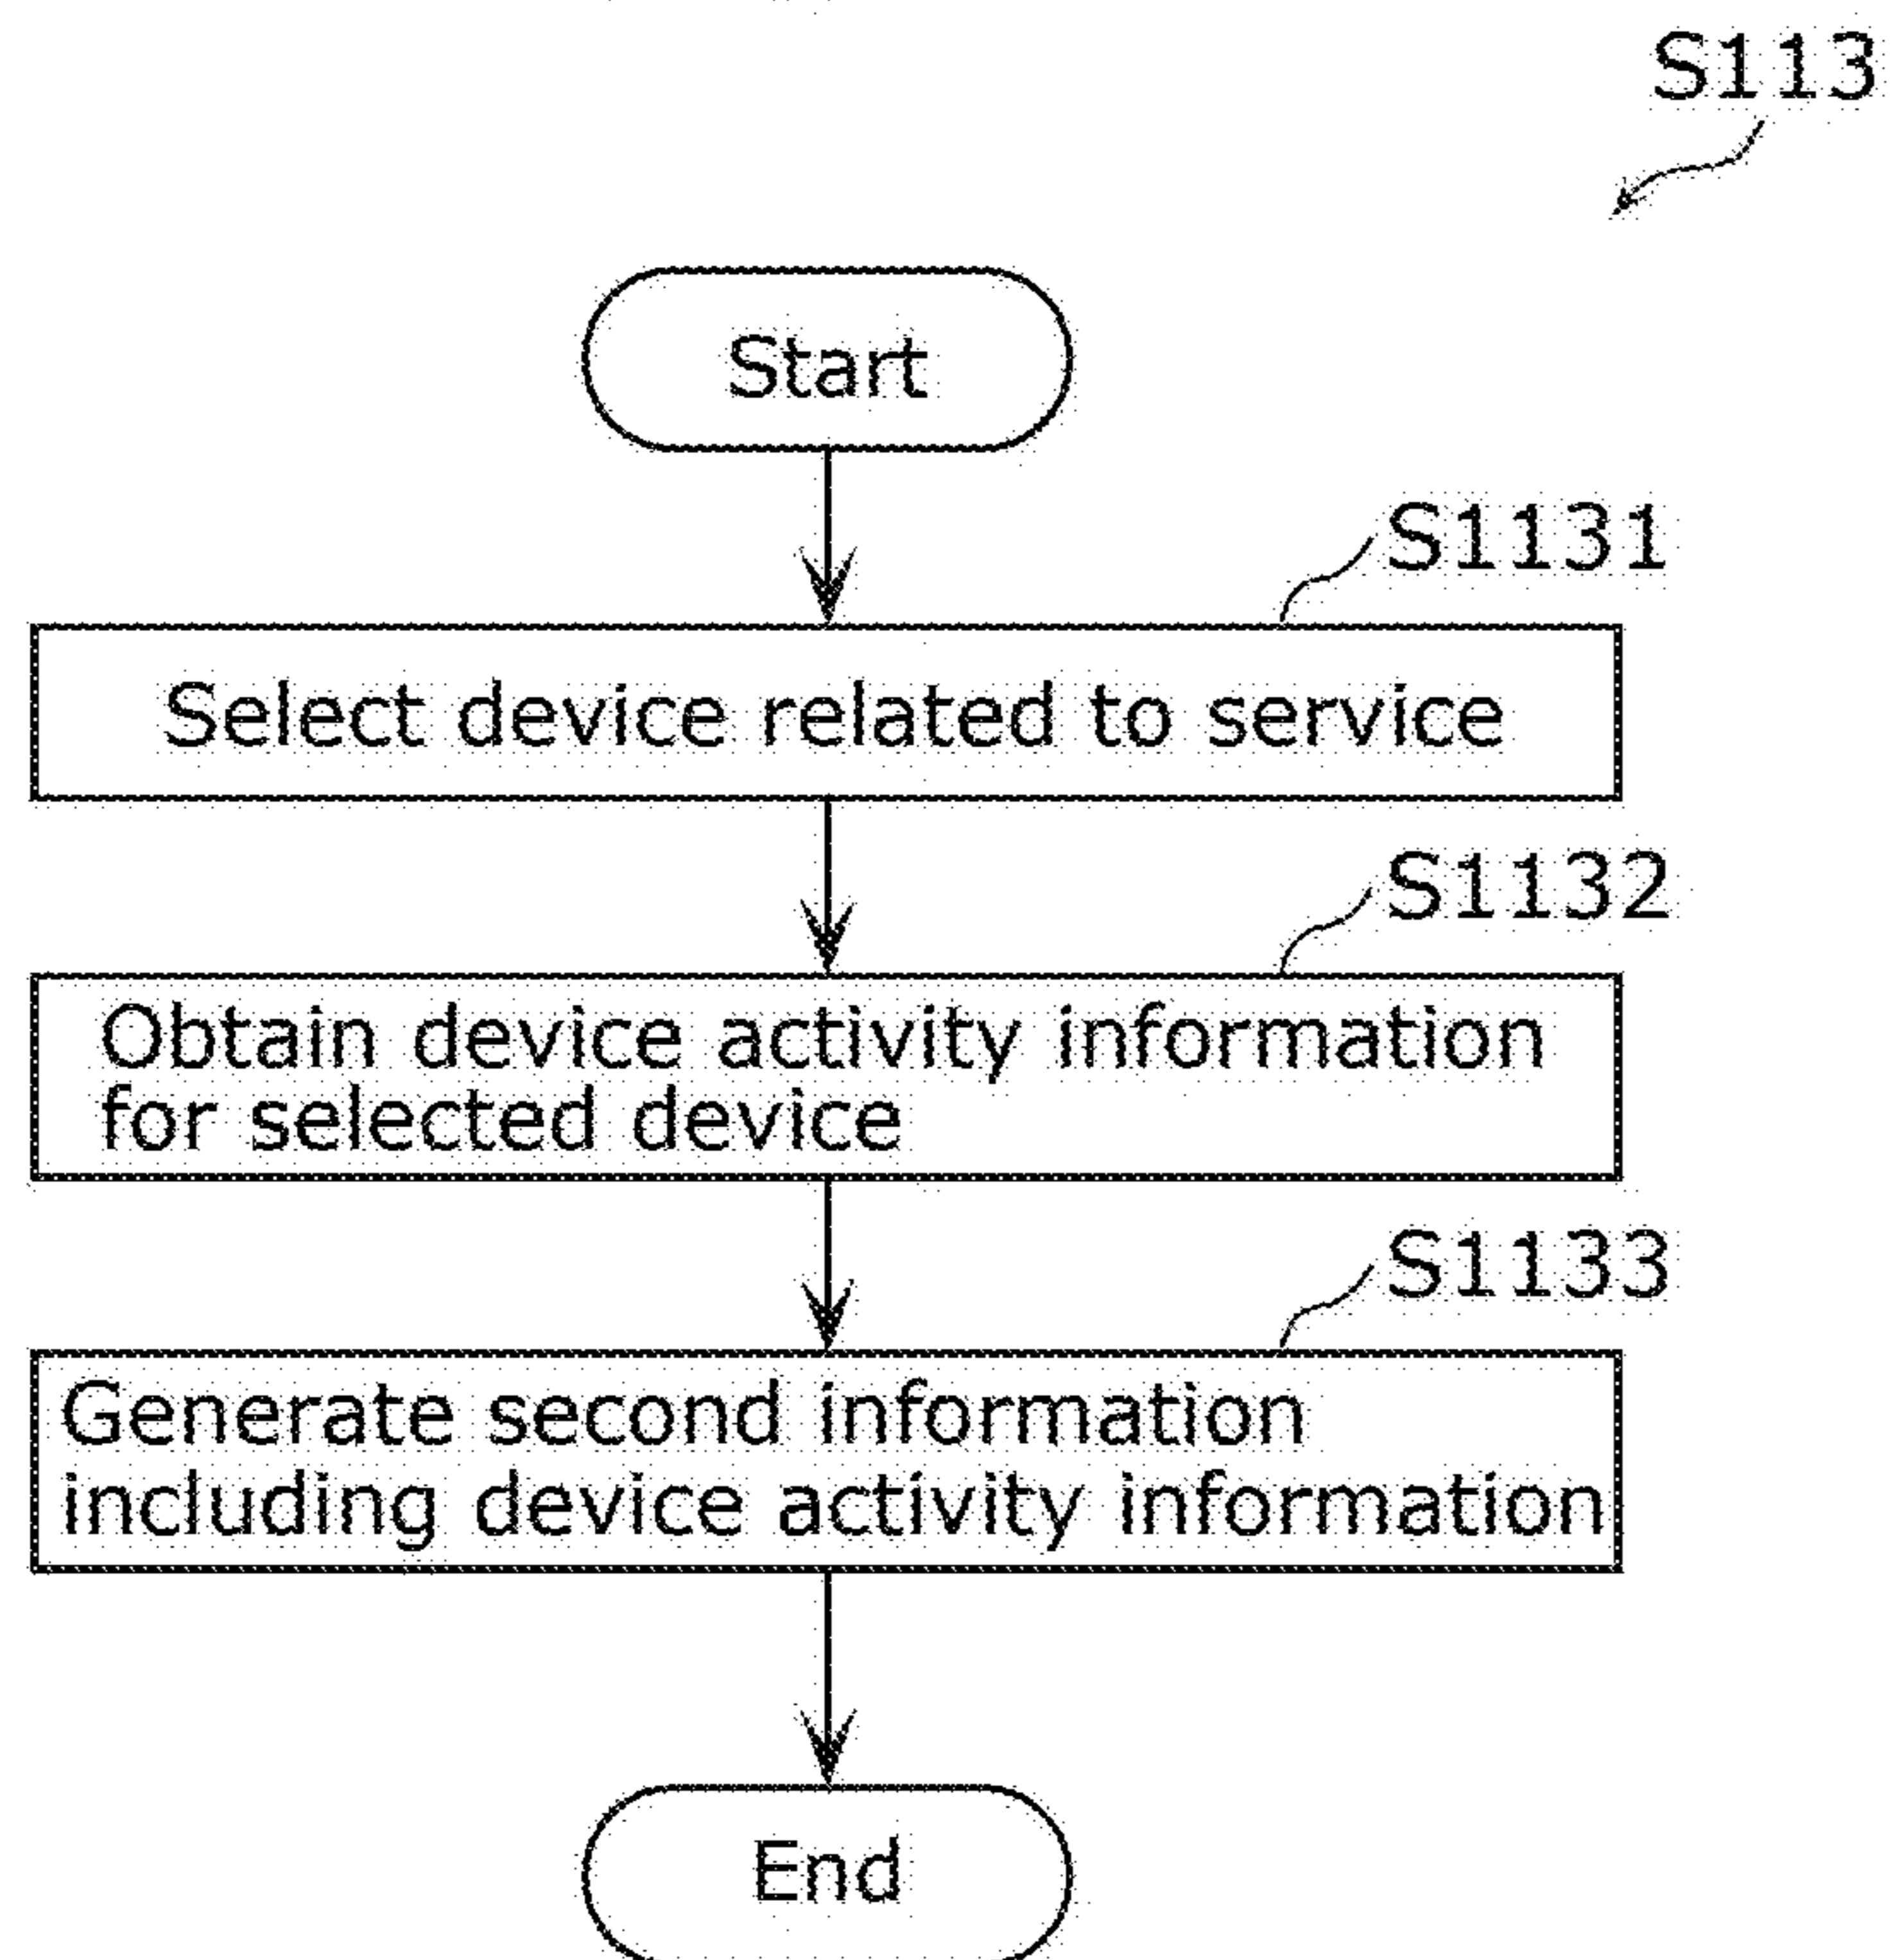 S113
Start
S1131
Select device related to service
S1132
Obtain device activity information
for selected device
S1133
Generate second information
including device activity information
End